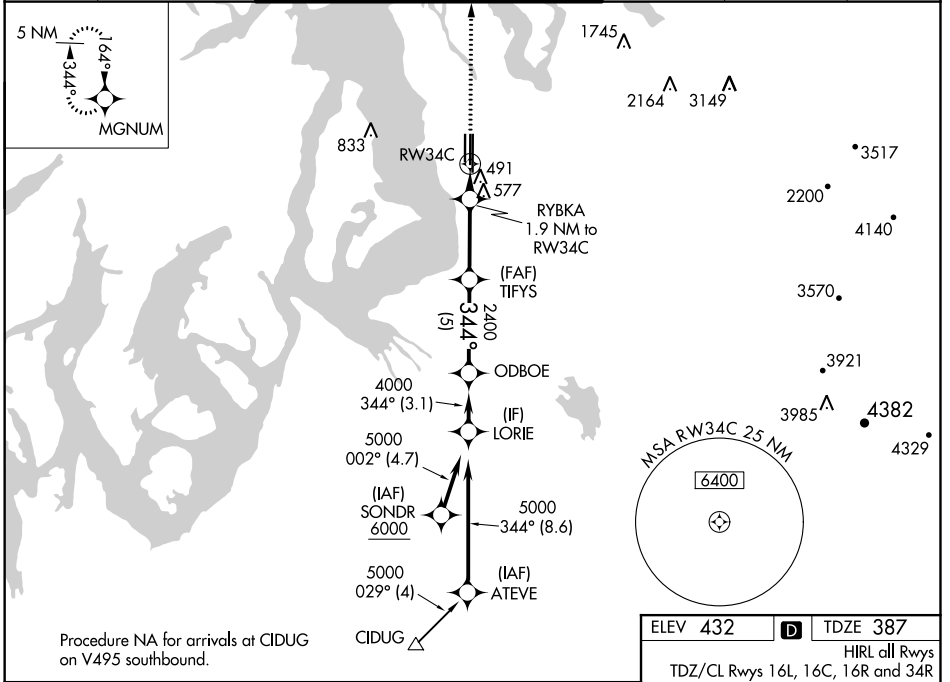 5 NM
164°
344°
MGNUM
1745
2164
3149
833
RW34C
491
577
3517
2200
4140
RYBKA
1.9 NM to
RW34C
(FAF)
TIFYS
3570
2400
344°
(5)
ODBOE
3921
4000
344° (3.1)
3985
4382
4329
(IF)
LORIE
5000
002° (4.7)
MSA RW34C 25 NM
6400
(IAF)
SONDR
6000
5000
344° (8.6)
5000
029° (4)
(IAF)
ATEVE
CIDUG
Procedure NA for arrivals at CIDUG
on V495 southbound.
ELEV 432 D TDZE 387
HIRL all Rwys
TDZ/CL Rwys 16L, 16C, 16R and 34R